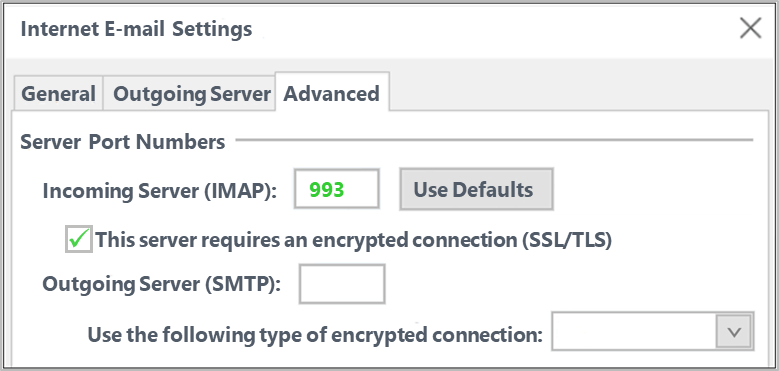 Internet E-mail Settings
General Outgoing Server Advanced
Server Port Numbers
Incoming Server (IMAP): 993 Use Defaults
This server requires an encrypted connection (SSL/TLS)
Outgoing Server (SMTP):
Use the following type of encrypted connection: